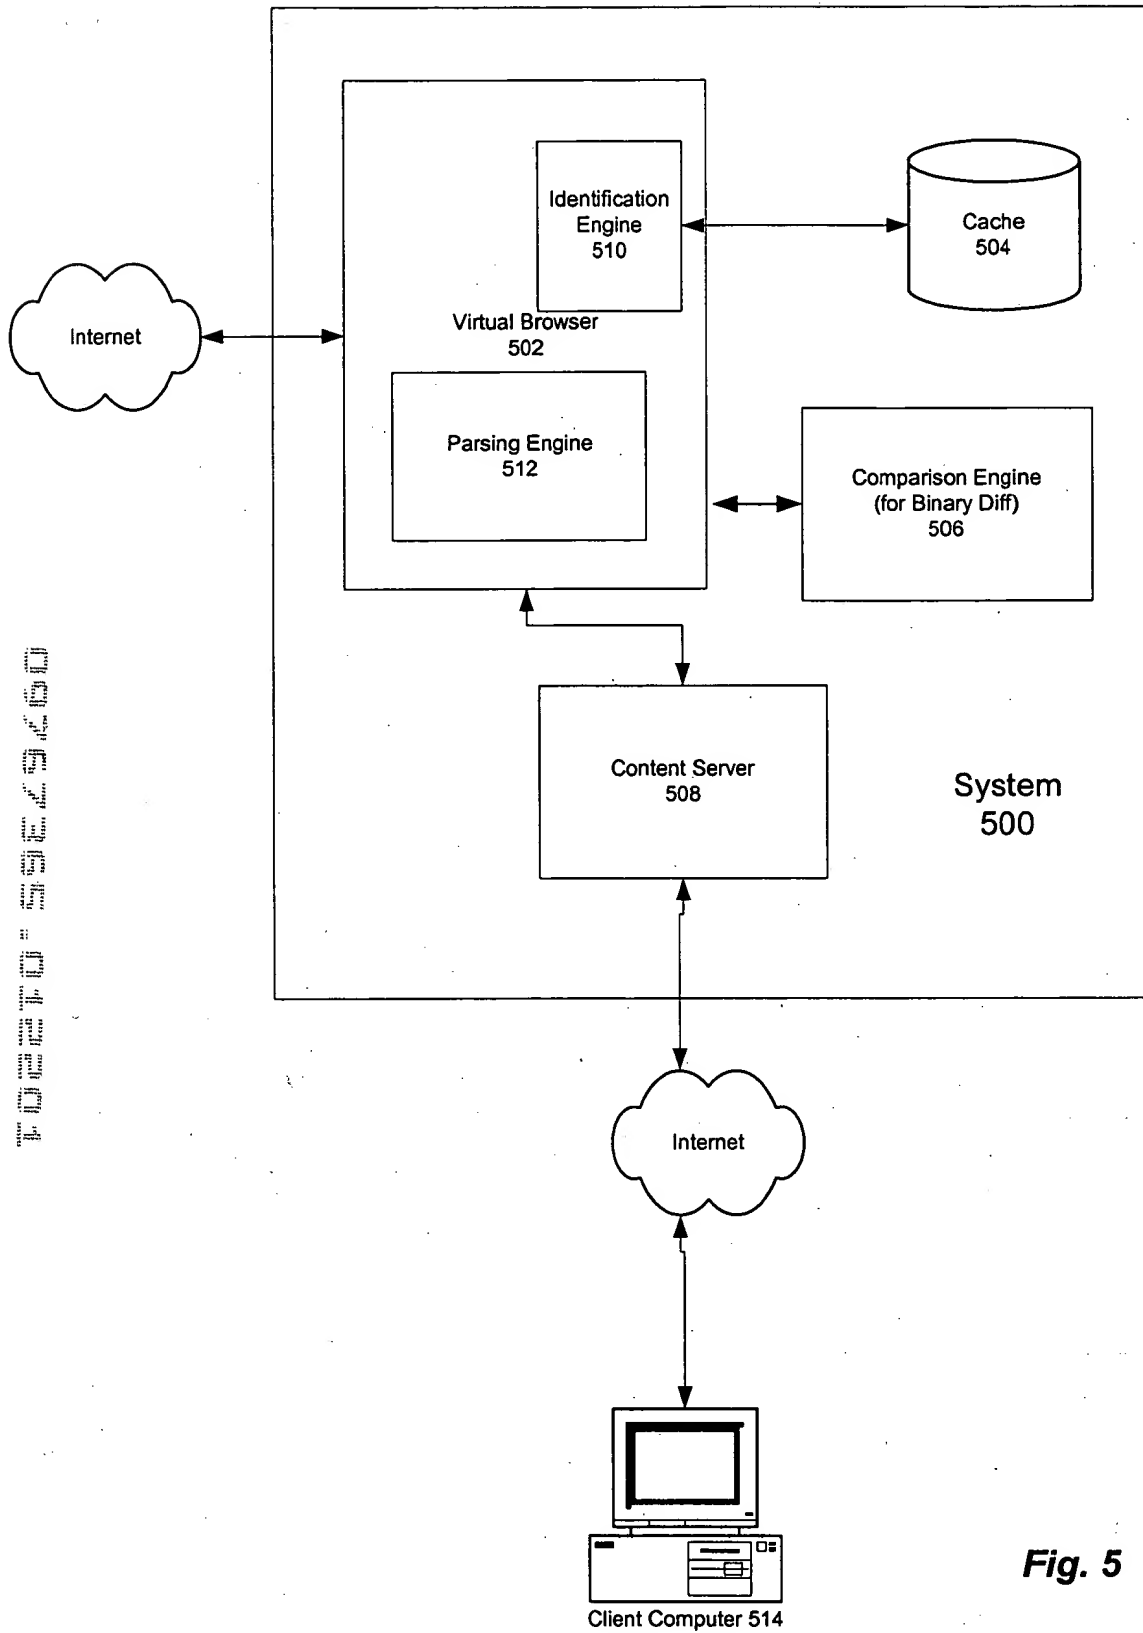 Identification
Engine
510
Cache
504
Internet
Virtual Browser
502
Parsing Engine
512
Comparison Engine
(for Binary Diff)
506
Content Server
508
System
500
Internet
Client Computer 514
Fig. 5